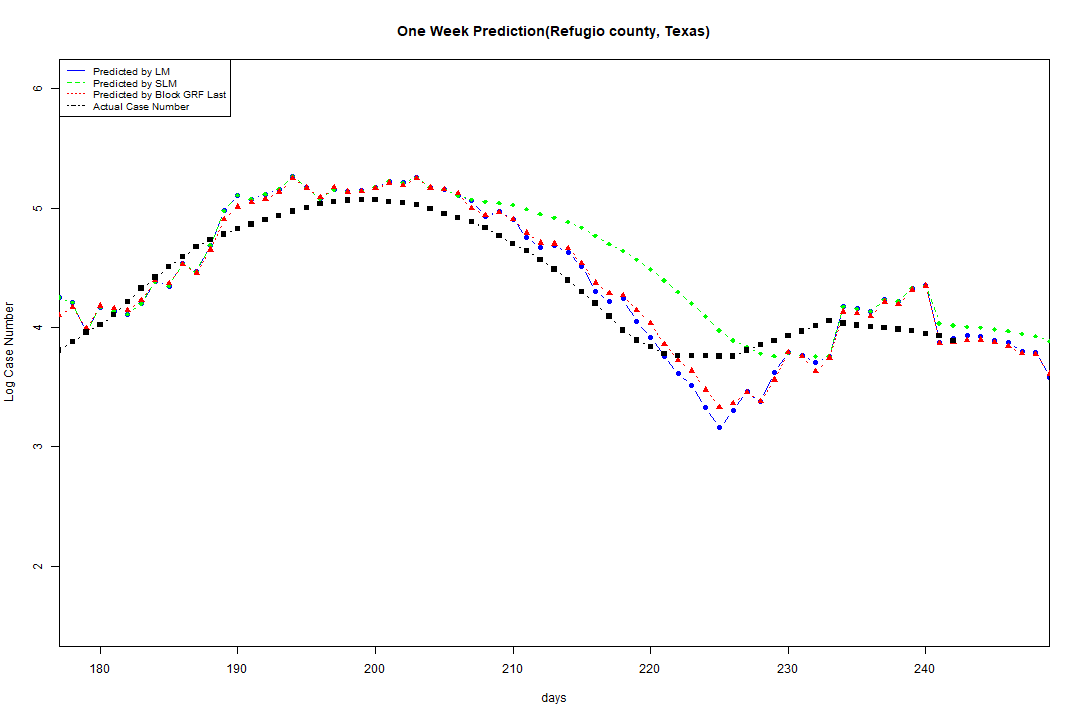 One Week Prediction(Refugio county, Texas)
Predicted by LM
Predicted by SLM
Predicted by Block GRF Last
Actual Case Number
6
5
4
3
2
Log Case Number
180 190 200 210 220 230 240
days